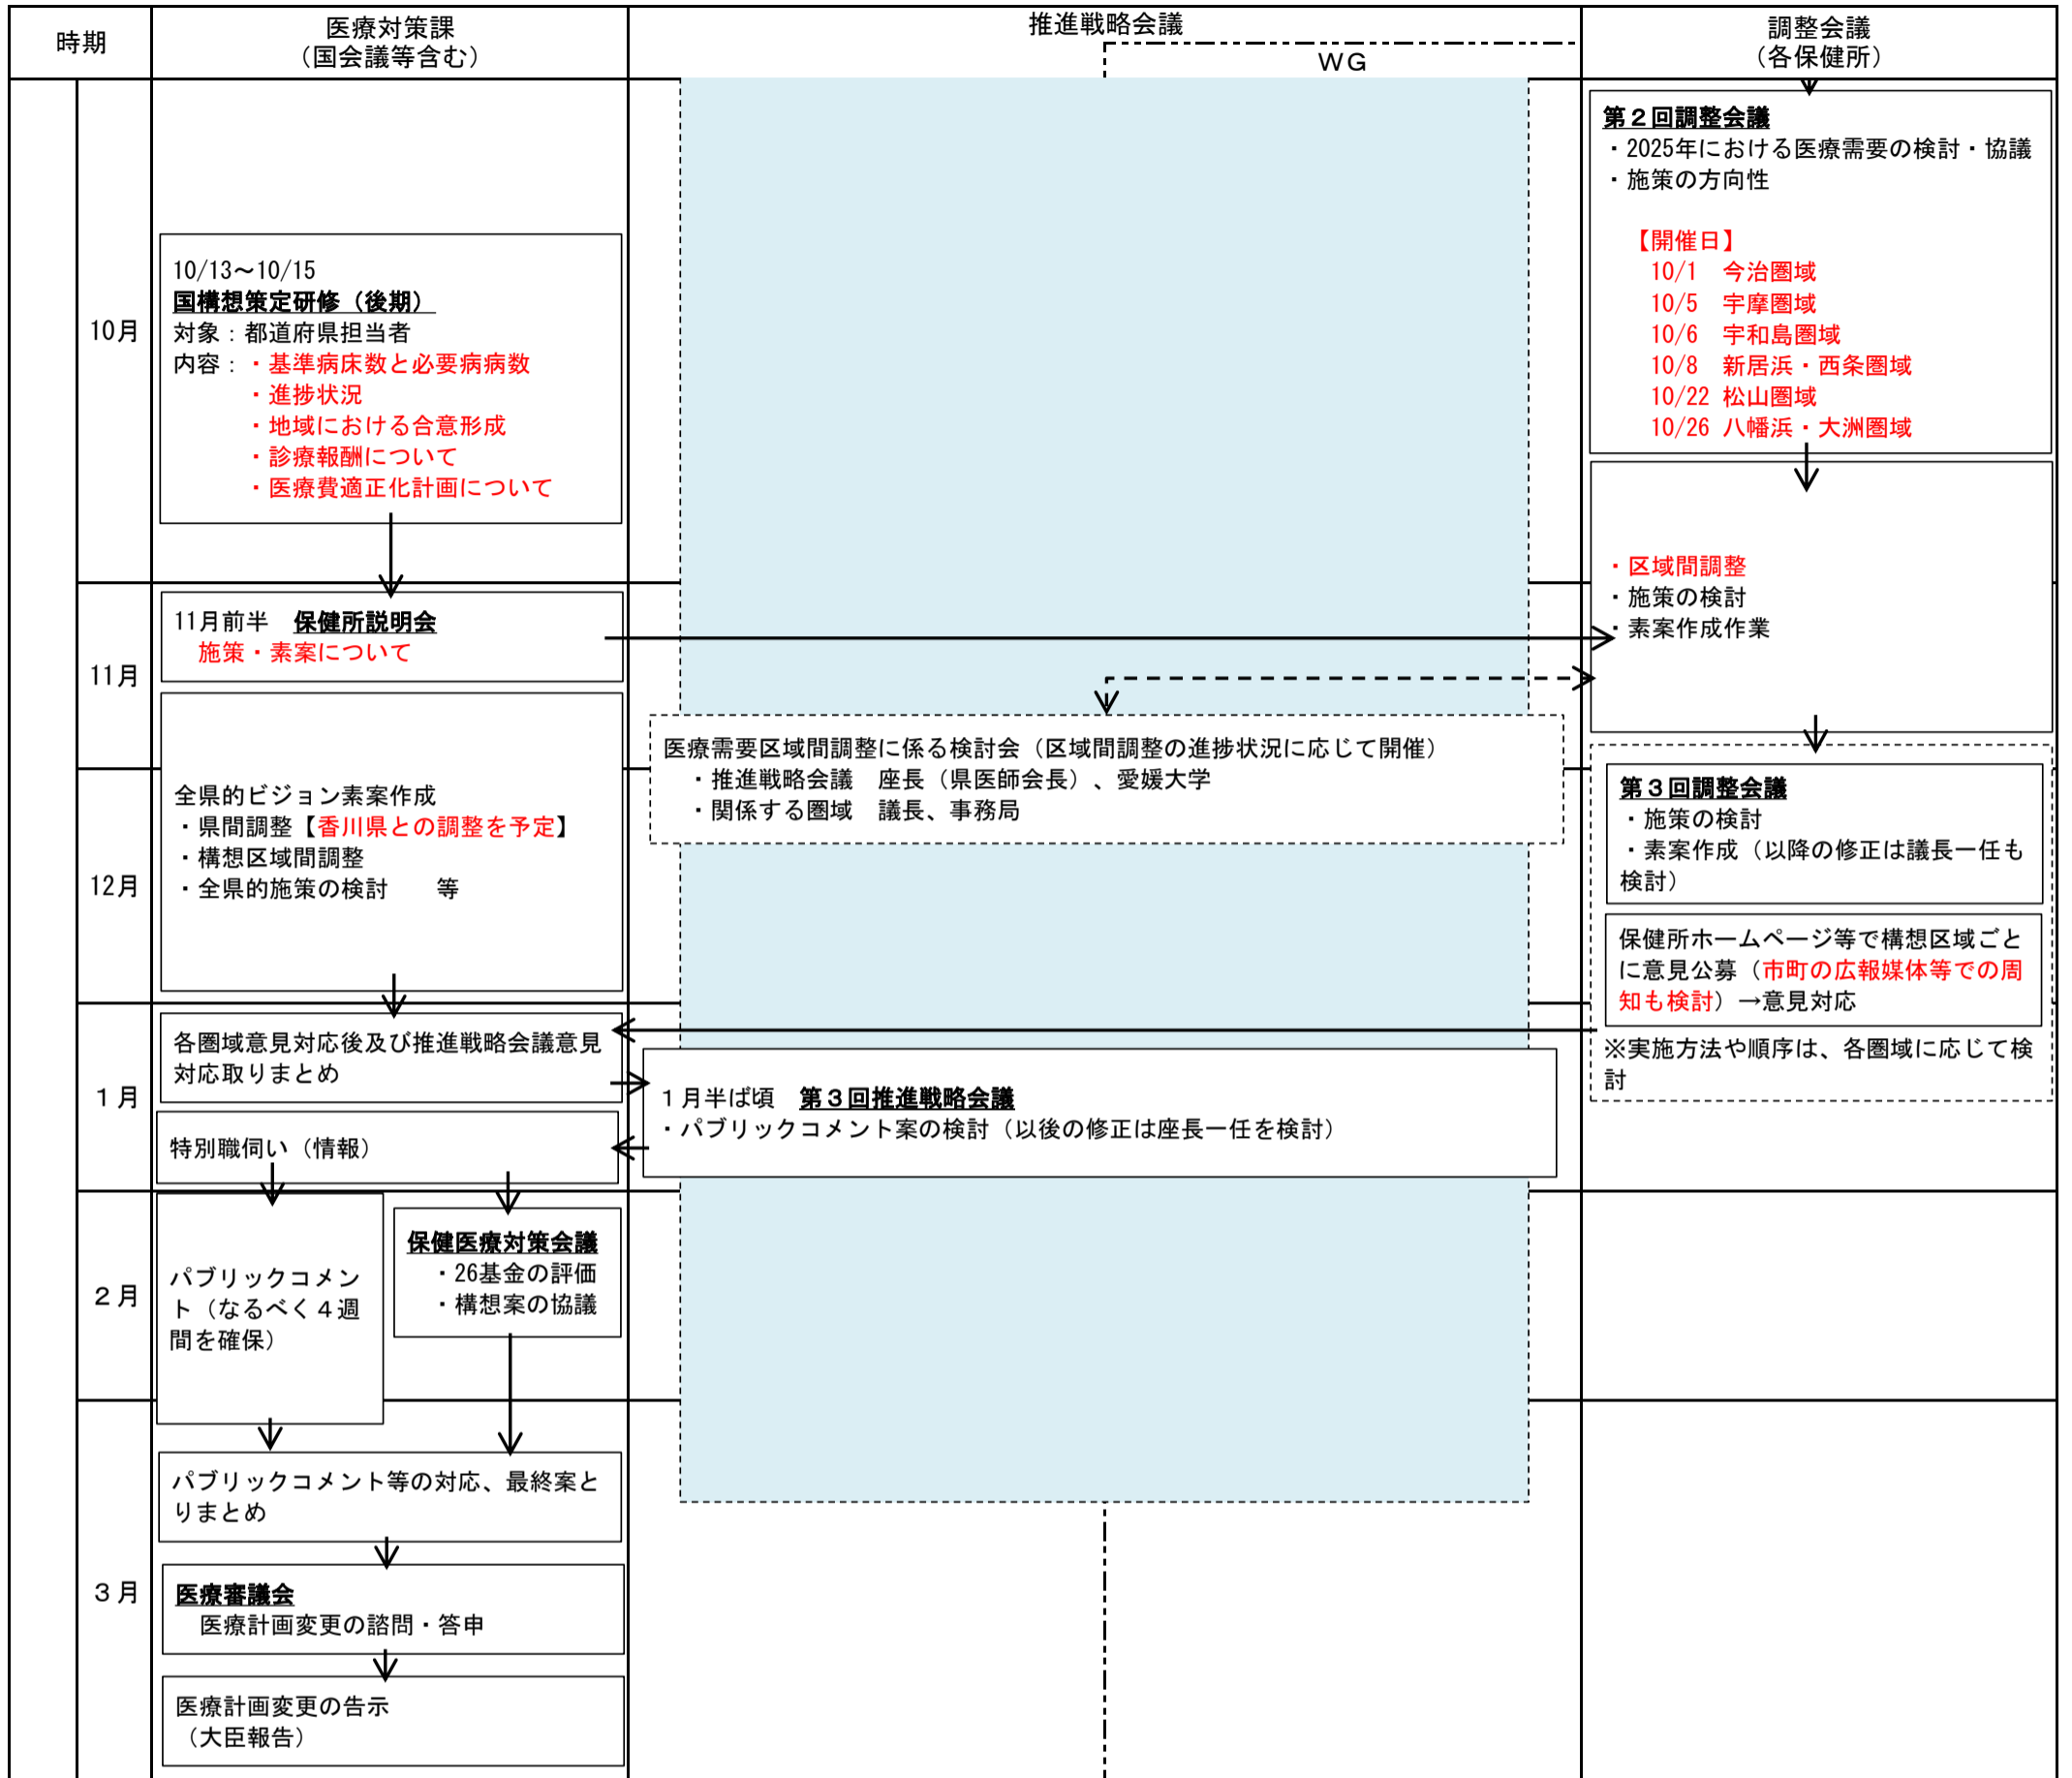 時期
医療対策課
（国会議等含む）
推進戦略会議
ＷＧ
調整会議
（各保健所）
10月
10/13～10/15
国構想策定研修（後期）
対象：都道府県担当者
内容：・基準病床数と必要病病数
・進捗状況
・地域における合意形成
・診療報酬について
・医療費適正化計画について
第２回調整会議
・2025年における医療需要の検討・協議
・施策の方向性
【開催日】
10/1　今治圏域
10/5　宇摩圏域
10/6　宇和島圏域
10/8　新居浜・西条圏域
10/22 松山圏域
10/26 八幡浜・大洲圏域
・区域間調整
・施策の検討
・素案作成作業
11月
11月前半　保健所説明会
施策・素案について
医療需要区域間調整に係る検討会（区域間調整の進捗状況に応じて開催）
・推進戦略会議　座長（県医師会長）、愛媛大学
・関係する圏域　議長、事務局
12月
全県的ビジョン素案作成
・県間調整【香川県との調整を予定】
・構想区域間調整
・全県的施策の検討　　等
第３回調整会議
・施策の検討
・素案作成（以降の修正は議長一任も
検討）
保健所ホームページ等で構想区域ごと
に意見公募（市町の広報媒体等での周
知も検討）→意見対応
※実施方法や順序は、各圏域に応じて検
討
１月
各圏域意見対応後及び推進戦略会議意見
対応取りまとめ
１月半ば頃　第３回推進戦略会議
・パブリックコメント案の検討（以後の修正は座長一任を検討）
特別職伺い（情報）
２月
パブリックコメン
ト（なるべく４週
間を確保）
保健医療対策会議
・26基金の評価
・構想案の協議
３月
パブリックコメント等の対応、最終案と
りまとめ
医療審議会
医療計画変更の諮問・答申
医療計画変更の告示
（大臣報告）